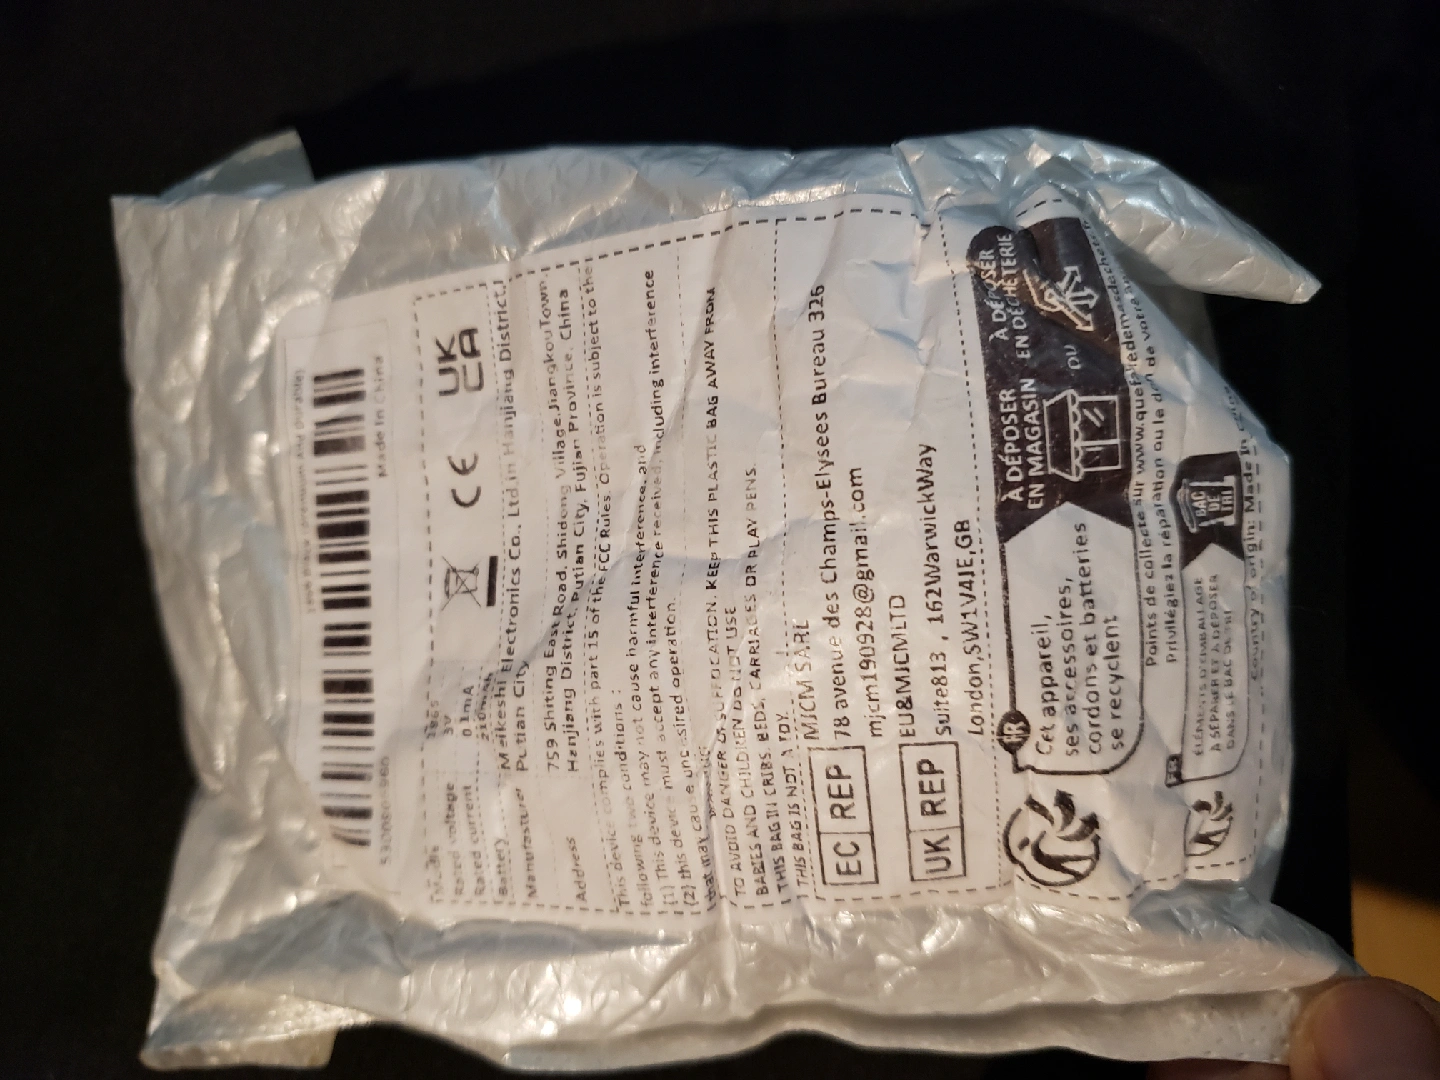 Made In China
CE
UK
CA
Rated voltage 3V
Rated current 0.1mA
Battery
Manufacturer Meikeshi Electronics Co., Ltd.in Hanjiang District,
Putian City
Address 759 Shiting East Road, Shidong Village,JiangkouTown,
Hanjiang District, Putian City, Fujian Province, China
This device complies with part 15 of the FCC Rules. Operation is subject to the
following two conditions :
(1) This device may not cause harmful interference, and
(2) this device must accept any interference received, including interference
that may cause undesired operation.
TO AVOID DANGER OF SUFFOCATION, KEEP THIS PLASTIC BAG AWAY FROM
BABIES AND CHILDREN DO NOT USE
THIS BAG IN CRIBS, BEDS, CARRIAGES OR PLAY PENS.
THIS BAG IS NOT A TOY.
EC REP
MJCM SARL
78 avenue des Champs-Elysees Bureau 326
mjcm190928@gmail.com
UK REP
EU&MJCMLTD
Suite813 , 162WarwickWay
London,SW1V4JE,GB
FR
Cet appareil,
ses accessoires,
cordons et batteries
se recyclent
À DÉPOSER
EN MAGASIN
OU
À DÉPOSER
EN DÉCHÈTERIE
Points de collecte sur www.quefairedemesdechets
Privilégiez la réparation ou le don de votre
FR
ÉLÉMENTS D'EMBALLAGE
À SÉPARER ET À DÉPOSER
DANS LE BAC DE TRI
BAC
DE
TRI
Country of origin: Made in